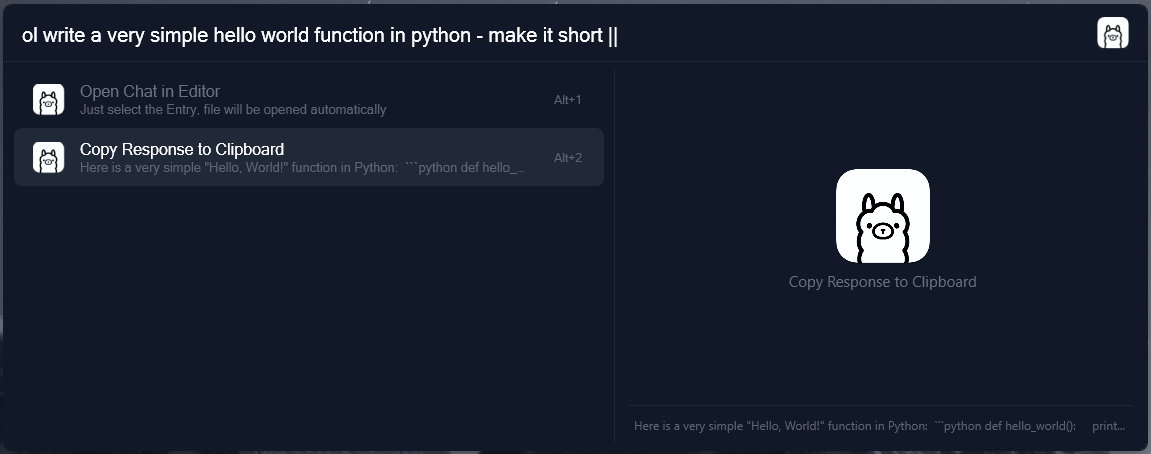 ol write a very simple hello world function in python - make it short ||
Open Chat in Editor
Just select the Entry, file will be opened automatically
Alt+1
Copy Response to Clipboard
Here is a very simple "Hello, World!" function in Python: ```python def hello_...
Alt+2
Copy Response to Clipboard
Here is a very simple "Hello, World!" function in Python: ```python def hello_world(): print...